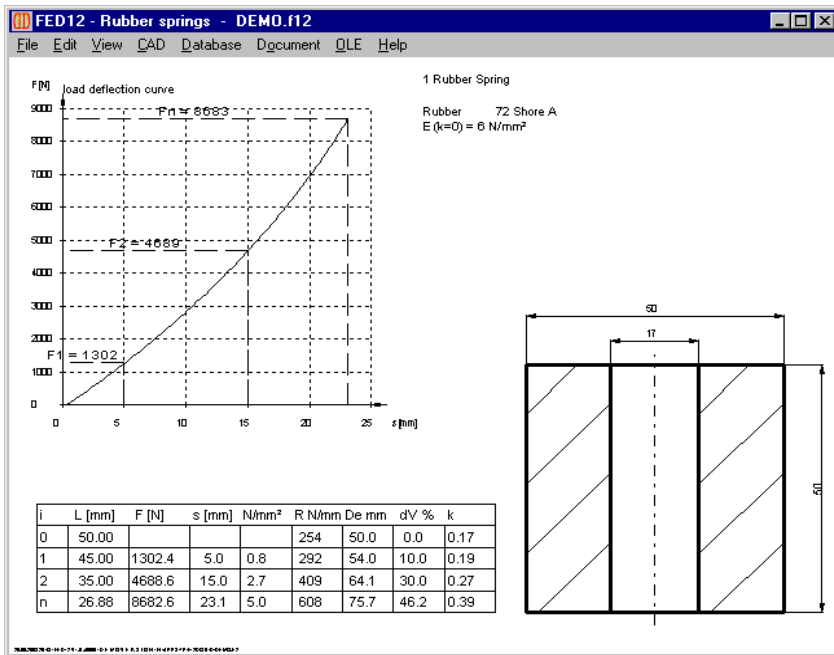 FED12 - Rubber springs - DEMO.f12
File Edit View CAD Database Document OLE Help
F[N] load deflection curve
9000
Fn = 8683
8000
7000
6000
5000
F2 = 4689
4000
3000
2000
F1 = 1302
1000
0
0 5 10 15 20 25 s [mm]
1 Rubber Spring
Rubber 72 Shore A
E (k=0) = 6 N/mm²
50
17
50
i L [mm] F [N] s [mm] N/mm² R N/mm De mm dV % k
0 50.00 254 50.0 0.0 0.17
1 45.00 1302.4 5.0 0.8 292 54.0 10.0 0.19
2 35.00 4688.6 15.0 2.7 409 64.1 30.0 0.27
n 26.88 8682.6 23.1 5.0 608 75.7 46.2 0.39